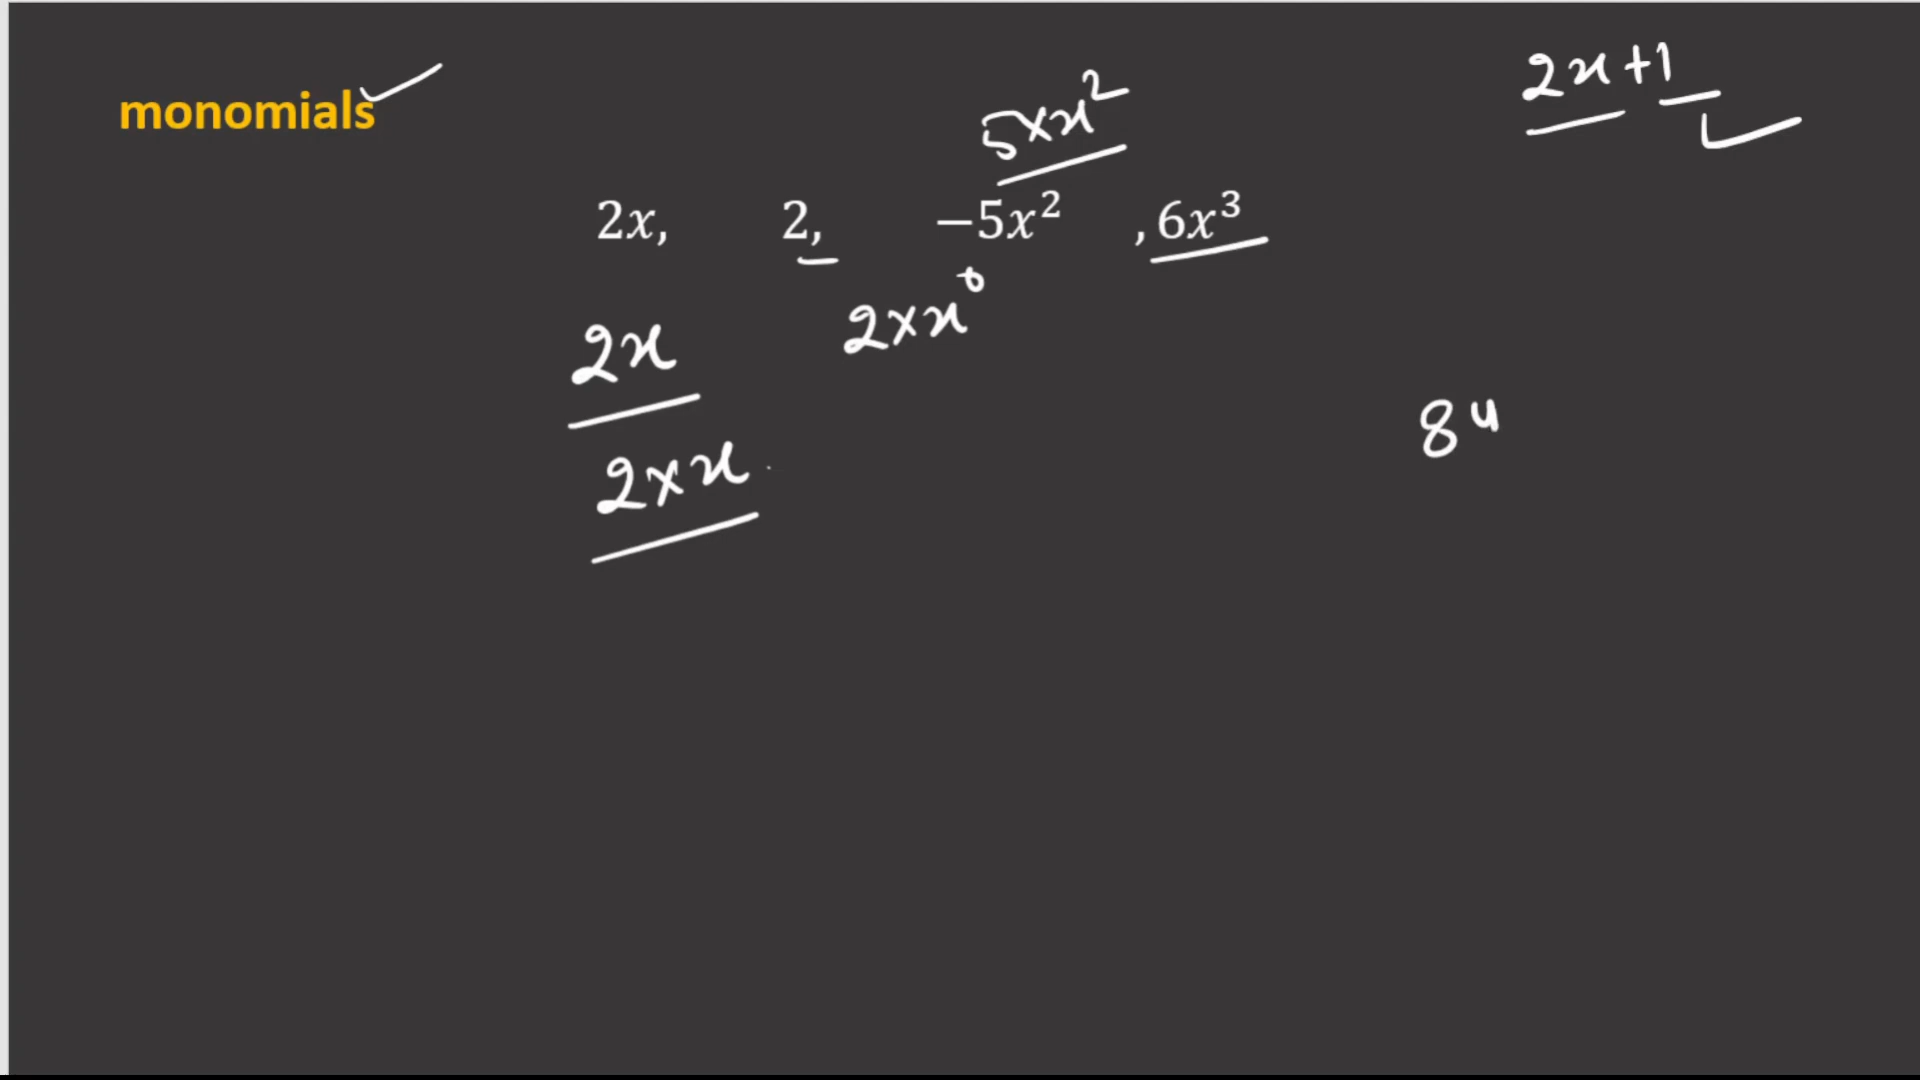 2x+1
monomials
5×x²
2x, 2, −5x² , 6x³
2×x⁰
2x
84
2×x